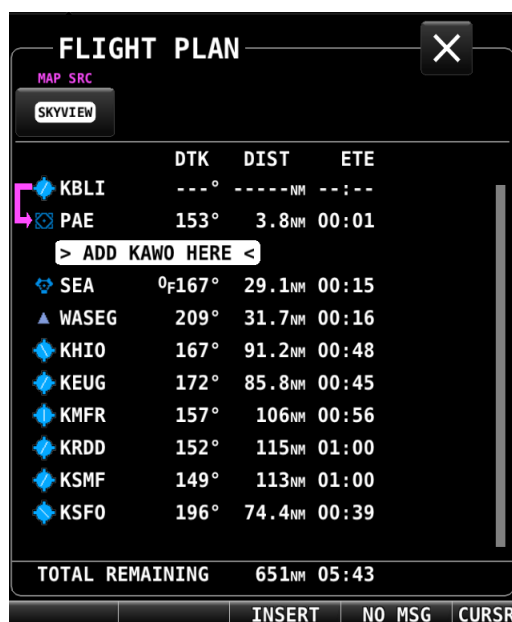 FLIGHT PLAN X
MAP SRC
SKYVIEW
DTK DIST ETE
KBLI ---° -----NM --:--
PAE 153° 3.8NM 00:01
> ADD KAWO HERE <
SEA 0F167° 29.1NM 00:15
WASEG 209° 31.7NM 00:16
KHIO 167° 91.2NM 00:48
KEUG 172° 85.8NM 00:45
KMFR 157° 106NM 00:56
KRDD 152° 115NM 01:00
KSMF 149° 113NM 01:00
KSFO 196° 74.4NM 00:39
TOTAL REMAINING 651NM 05:43
INSERT NO MSG CURSR